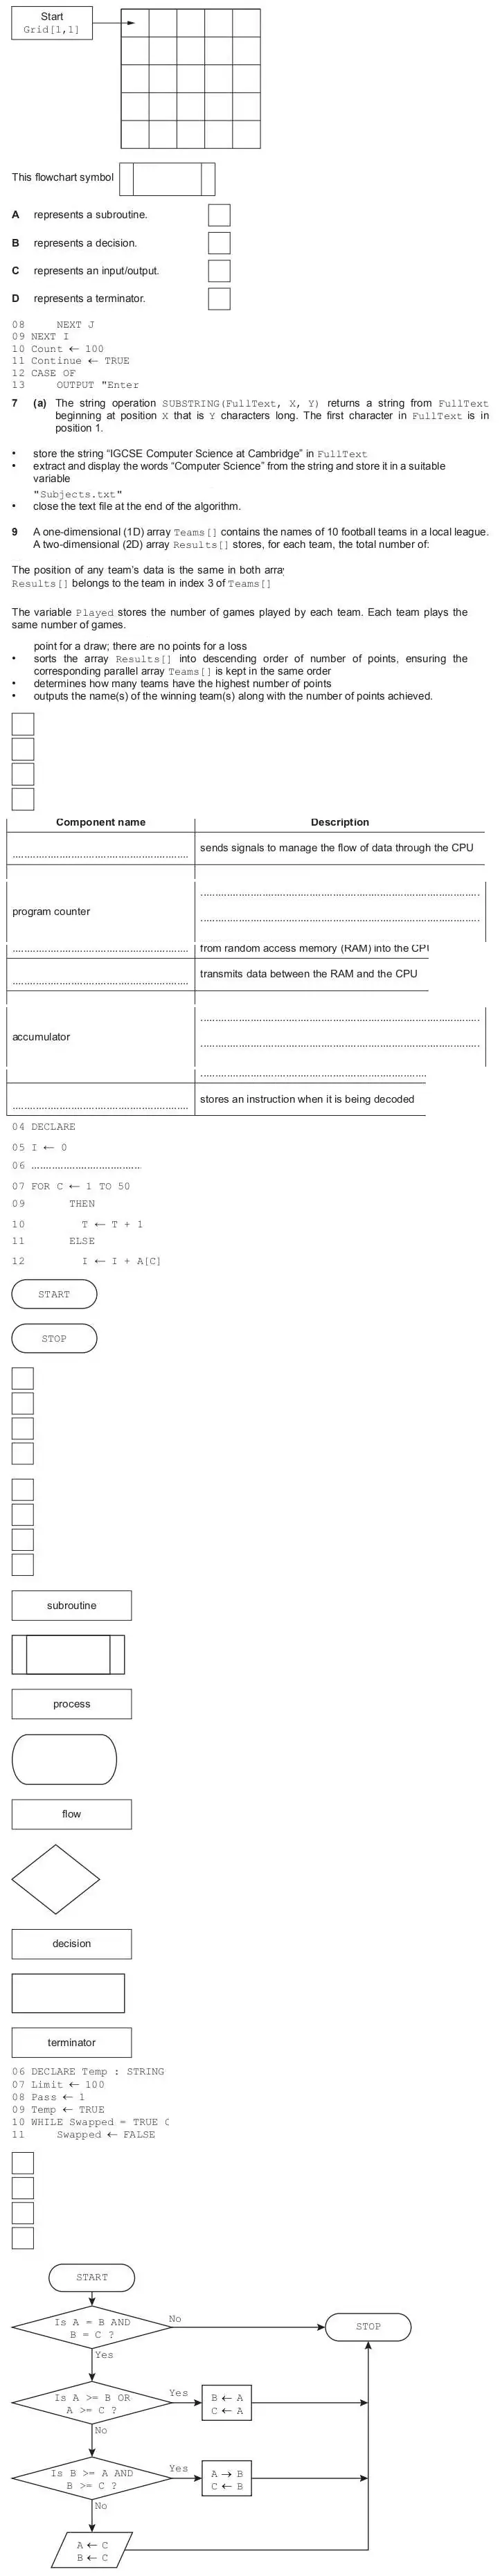 Start
Grid[1,1]
This flowchart symbol
A represents a subroutine.
B represents a decision.
C represents an input/output.
D represents a terminator.
08 NEXT J
09 NEXT I
10 Count ← 100
11 Continue ← TRUE
12 CASE OF
13 OUTPUT "Enter
7 (a) The string operation SUBSTRING(FullText, X, Y) returns a string from FullText
beginning at position X that is Y characters long. The first character in FullText is in
position 1.
• store the string “IGCSE Computer Science at Cambridge” in FullText
• extract and display the words “Computer Science” from the string and store it in a suitable
variable
"Subjects.txt"
• close the text file at the end of the algorithm.
9 A one-dimensional (1D) array Teams[] contains the names of 10 football teams in a local league.
A two-dimensional (2D) array Results[] stores, for each team, the total number of:
The position of any team’s data is the same in both array
Results[] belongs to the team in index 3 of Teams[]
The variable Played stores the number of games played by each team. Each team plays the
same number of games.
point for a draw; there are no points for a loss
• sorts the array Results[] into descending order of number of points, ensuring the
corresponding parallel array Teams[] is kept in the same order
• determines how many teams have the highest number of points
• outputs the name(s) of the winning team(s) along with the number of points achieved.
Component name Description
sends signals to manage the flow of data through the CPU
program counter
from random access memory (RAM) into the CPU
transmits data between the RAM and the CPU
accumulator
stores an instruction when it is being decoded
04 DECLARE
05 I ← 0
06 ......................................
07 FOR C ← 1 TO 50
09 THEN
10 T ← T + 1
11 ELSE
12 I ← I + A[C]
START
STOP
subroutine
process
flow
decision
terminator
06 DECLARE Temp : STRING
07 Limit ← 100
08 Pass ← 1
09 Temp ← TRUE
10 WHILE Swapped = TRUE
11 Swapped ← FALSE
START
Is A = B AND
B = C ?
No
STOP
Yes
Is A >= B OR
A >= C ?
Yes
B ← A
C ← A
No
Is B >= A AND
B >= C ?
Yes
A → B
C ← B
No
A ← C
B ← C